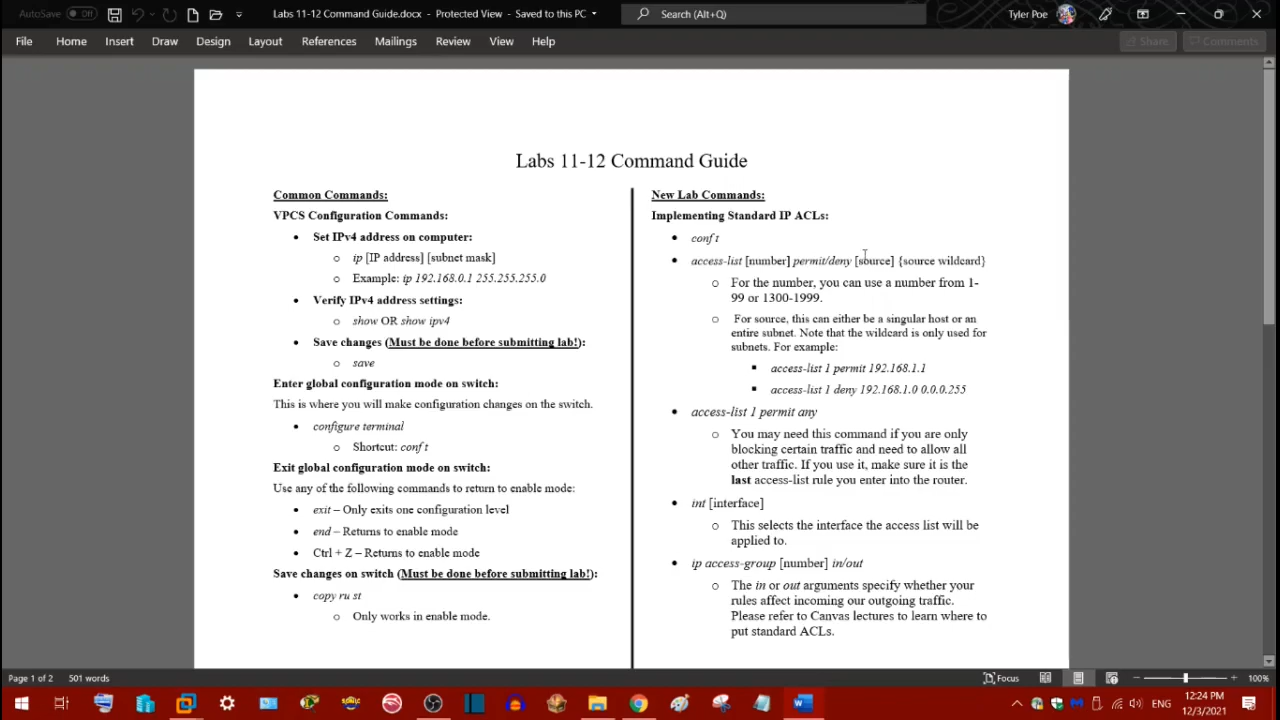 AutoSave Off
Labs 11-12 Command Guide.docx - Protected View - Saved to this PC
Search (Alt+Q)
Tyler Poe
File Home Insert Draw Design Layout References Mailings Review View Help
Share Comments
Labs 11-12 Command Guide
Common Commands:
VPCS Configuration Commands:
• Set IPv4 address on computer:
o ip [IP address] [subnet mask]
o Example: ip 192.168.0.1 255.255.255.0
• Verify IPv4 address settings:
o show OR show ipv4
• Save changes (Must be done before submitting lab!):
o save
Enter global configuration mode on switch:
This is where you will make configuration changes on the switch.
• configure terminal
o Shortcut: conf t
Exit global configuration mode on switch:
Use any of the following commands to return to enable mode:
• exit – Only exits one configuration level
• end – Returns to enable mode
• Ctrl + Z – Returns to enable mode
Save changes on switch (Must be done before submitting lab!):
• copy ru st
o Only works in enable mode.
New Lab Commands:
Implementing Standard IP ACLs:
• conf t
• access-list [number] permit/deny [source] {source wildcard}
o For the number, you can use a number from 1-
99 or 1300-1999.
o For source, this can either be a singular host or an
entire subnet. Note that the wildcard is only used for
subnets. For example:
▪ access-list 1 permit 192.168.1.1
▪ access-list 1 deny 192.168.1.0 0.0.0.255
• access-list 1 permit any
o You may need this command if you are only
blocking certain traffic and need to allow all
other traffic. If you use it, make sure it is the
last access-list rule you enter into the router.
• int [interface]
o This selects the interface the access list will be
applied to.
• ip access-group [number] in/out
o The in or out arguments specify whether your
rules affect incoming our outgoing traffic.
Please refer to Canvas lectures to learn where to
put standard ACLs.
Page 1 of 2 501 words
Focus
100%
ENG
12:24 PM
12/3/2021